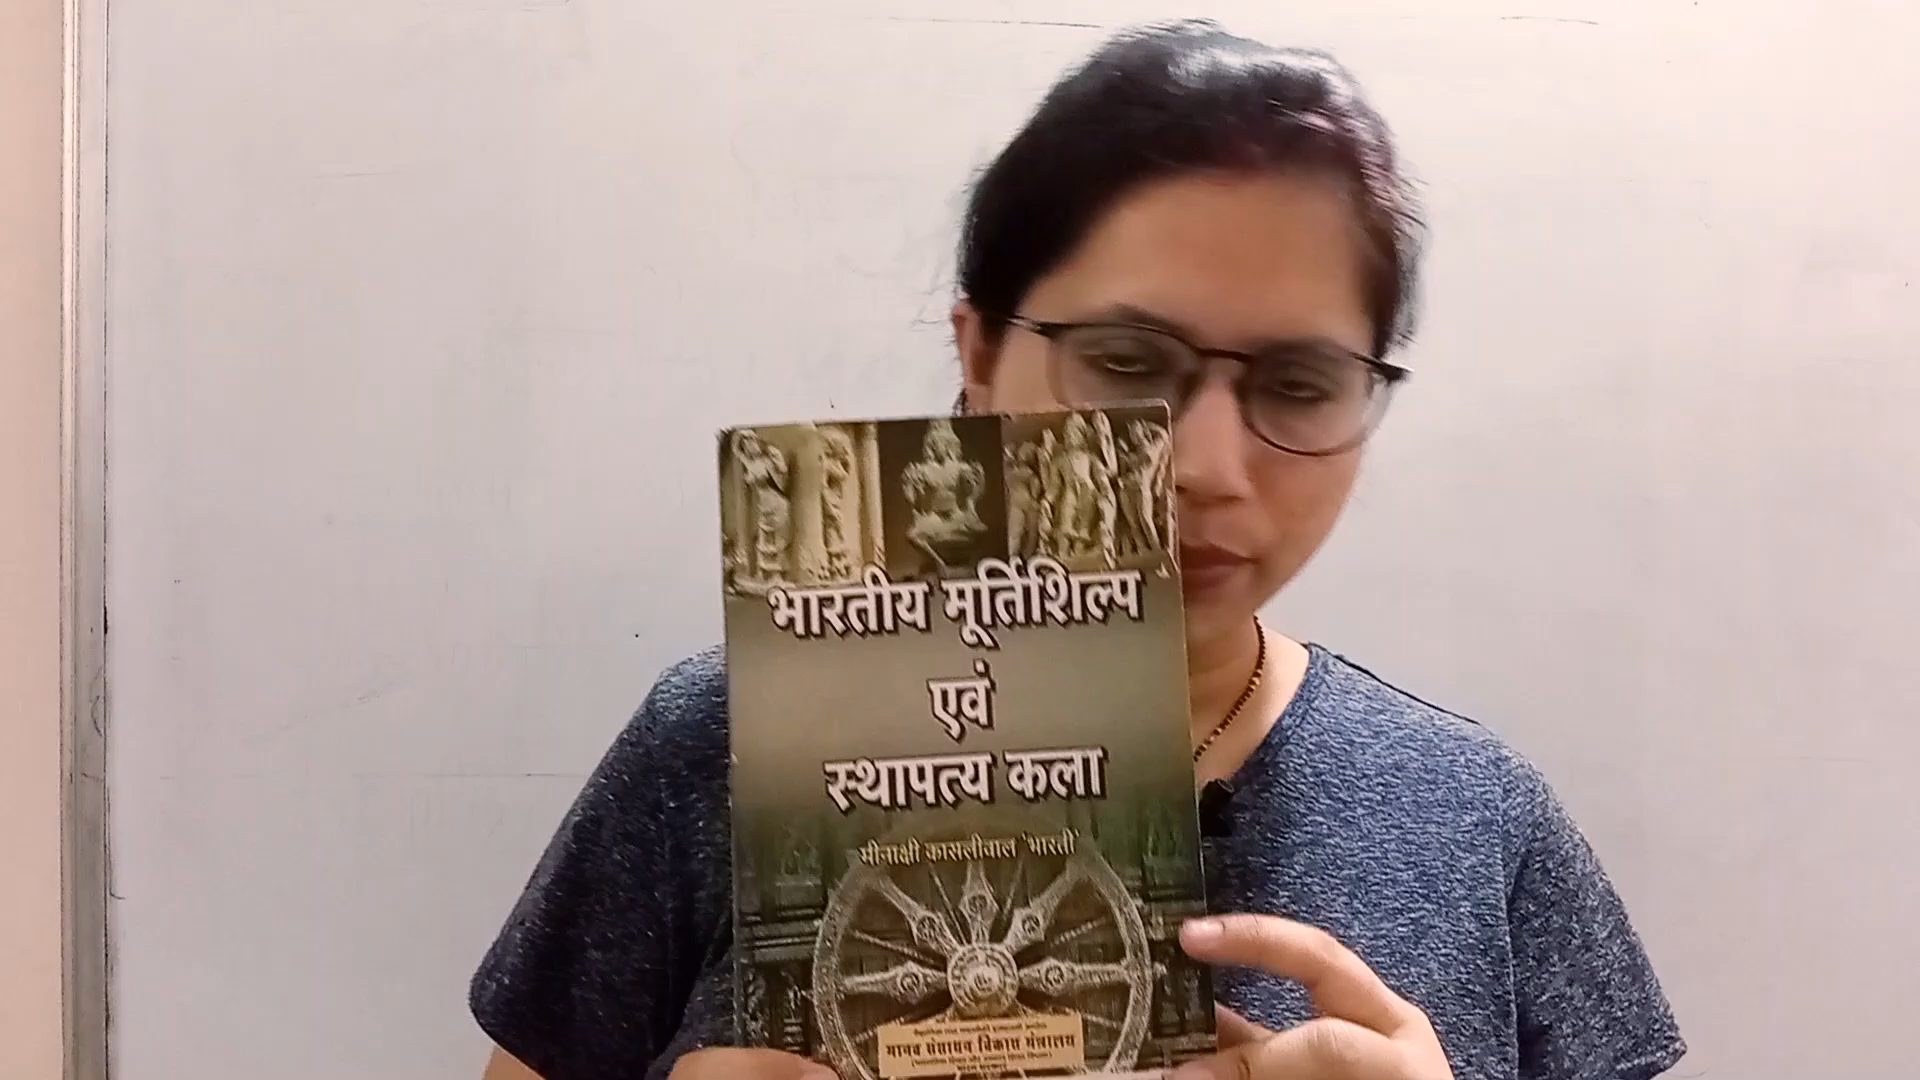 भारतीय मूर्तिशिल्प
एवं
स्थापत्य कला
मीनाक्षी कासलीवाल 'भारती'
मानव संसाधन विकास मंत्रालय